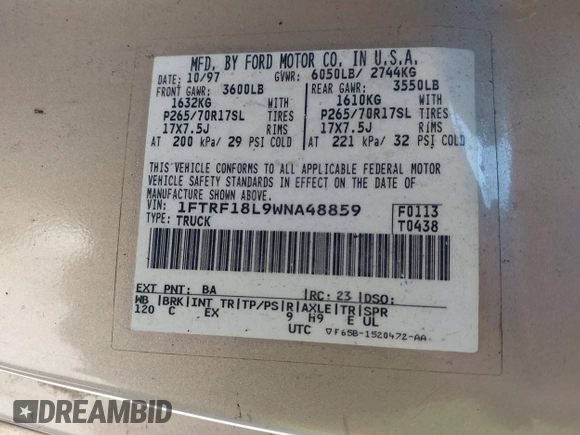 MFD. BY FORD MOTOR CO. IN U.S.A.
DATE: 10/97 GVWR: 6050LB/ 2744KG
FRONT GAWR: 3600LB REAR GAWR: 3550LB
1632KG WITH 1610KG WITH
P265/70R17SL TIRES P265/70R17SL TIRES
17X7.5J RIMS 17X7.5J RIMS
AT 200 kPa/ 29 PSI COLD AT 221 kPa/ 32 PSI COLD
THIS VEHICLE CONFORMS TO ALL APPLICABLE FEDERAL MOTOR
VEHICLE SAFETY STANDARDS IN EFFECT ON THE DATE OF
MANUFACTURE SHOWN ABOVE.
VIN: 1FTRF18L9WNA48859 F0113
TYPE: TRUCK T0438
EXT PNT: BA RC: 23 DSO:
WB BRK INT TR TP/PS R AXLE TR SPR
120 C EX 9 H9 E UL
UTC ▽F65B-1520472-AA
DREAMBID